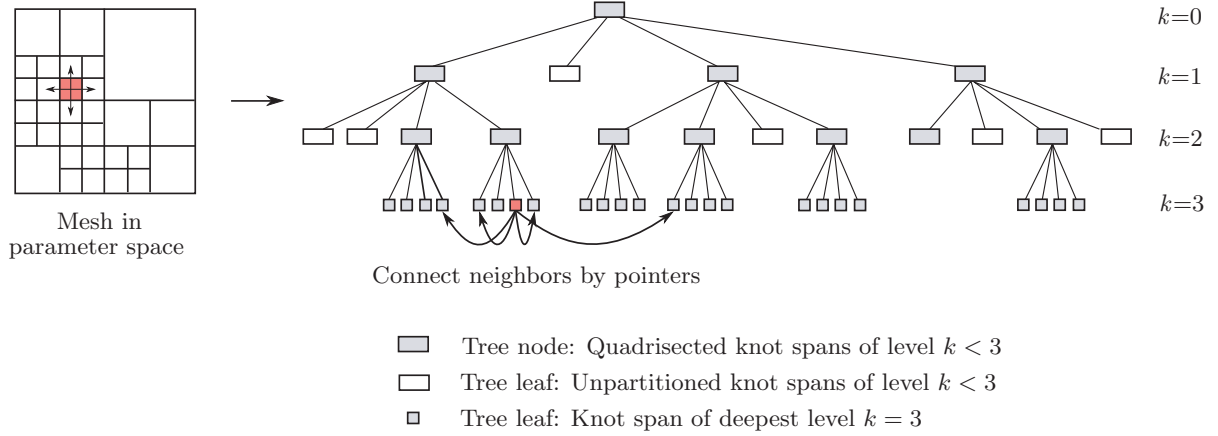 k=0
k=1
k=2
k=3
Mesh in
parameter space
Connect neighbors by pointers
Tree node: Quadrisected knot spans of level k < 3
Tree leaf: Unpartitioned knot spans of level k < 3
Tree leaf: Knot span of deepest level k = 3